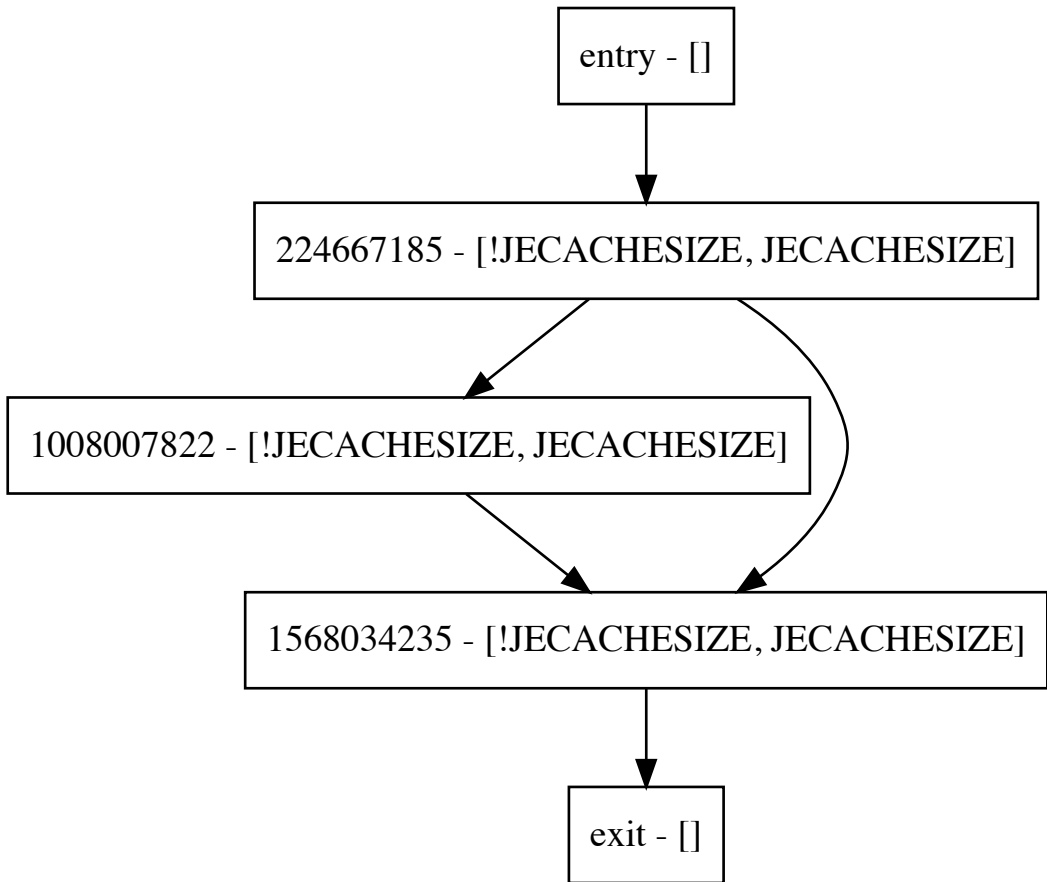 entry - []
224667185 - [!JECACHESIZE, JECACHESIZE]
1008007822 - [!JECACHESIZE, JECACHESIZE]
1568034235 - [!JECACHESIZE, JECACHESIZE]
exit - []